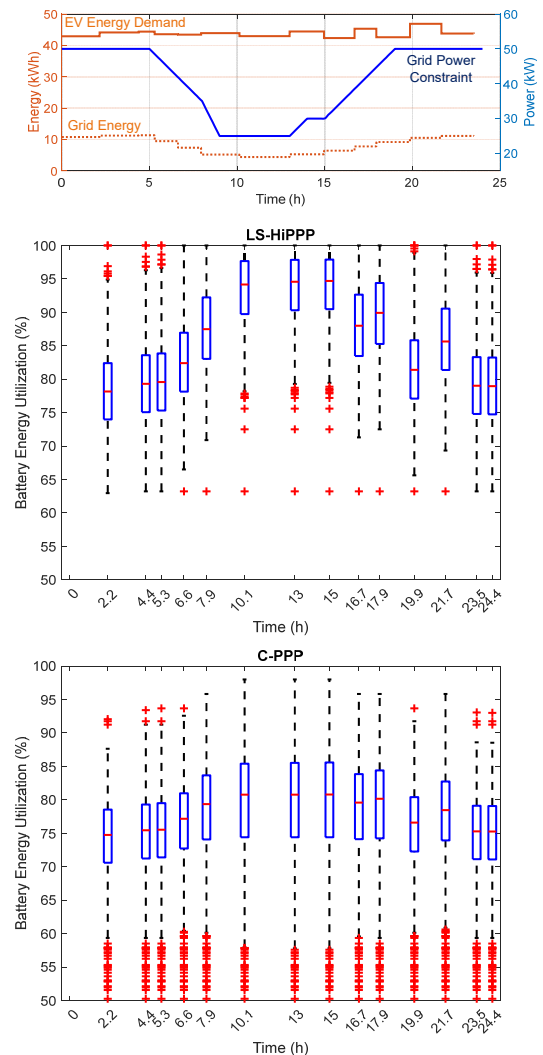 50
40
30
20
10
0
Energy (kWh)
EV Energy Demand
Grid Power
Constraint
Grid Energy
60
50
40
30
20
Power (kW)
0 5 10 15 20 25
Time (h)
LS-HiPPP
100
95
90
85
80
75
70
65
60
55
50
Battery Energy Utilization (%)
0 2.2 4.4 5.3 6.6 7.9 10.1 13 15 16.7 17.9 19.9 21.7 23.5 24.4
Time (h)
C-PPP
100
95
90
85
80
75
70
65
60
55
50
Battery Energy Utilization (%)
0 2.2 4.4 5.3 6.6 7.9 10.1 13 15 16.7 17.9 19.9 21.7 23.5 24.4
Time (h)